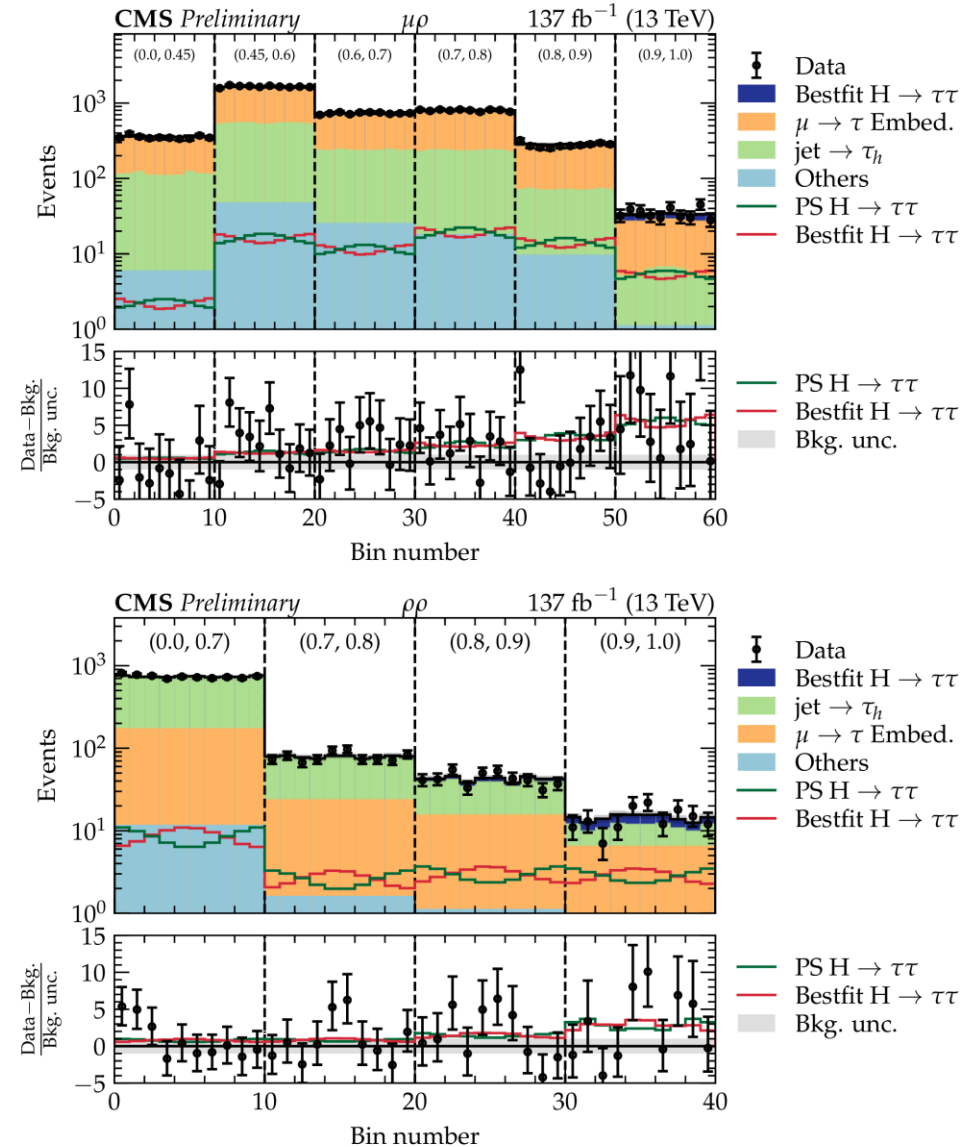 CMS Preliminary μρ 137 fb⁻¹ (13 TeV)
(0.0, 0.45) (0.45, 0.6) (0.6, 0.7) (0.7, 0.8) (0.8, 0.9) (0.9, 1.0)
Events
10³
10²
10¹
10⁰
Data
Bestfit H → ττ
μ → τ Embed.
jet → τₕ
Others
PS H → ττ
Bestfit H → ττ
Data−Bkg.
Bkg. unc.
15
10
5
0
−5
PS H → ττ
Bestfit H → ττ
Bkg. unc.
0 10 20 30 40 50 60
Bin number
CMS Preliminary ρρ 137 fb⁻¹ (13 TeV)
(0.0, 0.7) (0.7, 0.8) (0.8, 0.9) (0.9, 1.0)
Events
10³
10²
10¹
10⁰
Data
Bestfit H → ττ
jet → τₕ
μ → τ Embed.
Others
PS H → ττ
Bestfit H → ττ
Data−Bkg.
Bkg. unc.
15
10
5
0
−5
PS H → ττ
Bestfit H → ττ
Bkg. unc.
0 10 20 30 40
Bin number